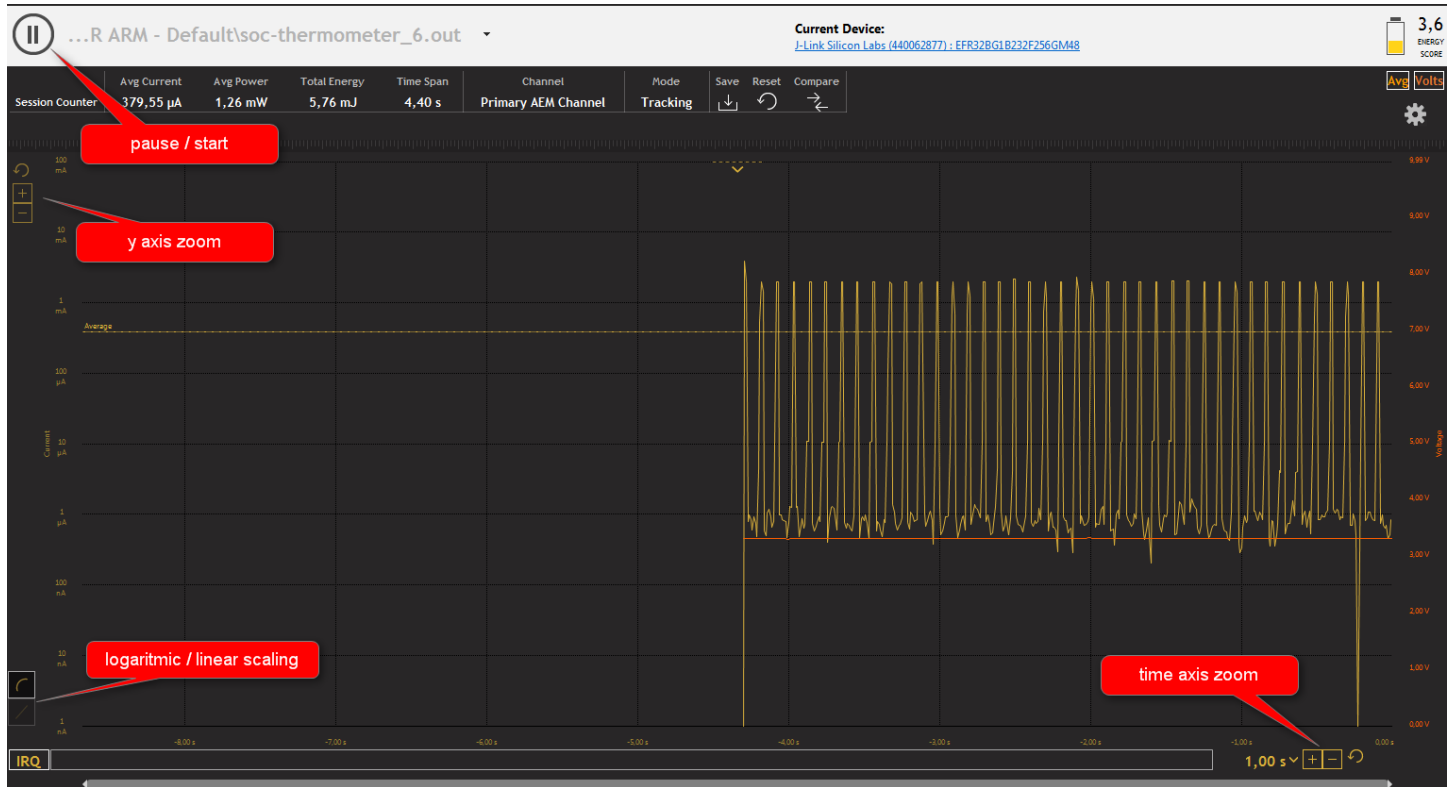 ...R ARM - Default\soc-thermometer_6.out
Current Device:
J-Link Silicon Labs (440062877) : EFR32BG1B232F256GM48
3,6
ENERGY
SCORE
Session Counter
Avg Current
379,55 µA
Avg Power
1,26 mW
Total Energy
5,76 mJ
Time Span
4,40 s
Channel
Primary AEM Channel
Mode
Tracking
Save
Reset
Compare
Avg
Volts
pause / start
y axis zoom
logaritmic / linear scaling
time axis zoom
100
mA
10
mA
1
mA
Average
100
µA
10
µA
1
µA
100
nA
10
nA
1
nA
Current
9,99 V
9,00 V
8,00 V
7,00 V
6,00 V
5,00 V
4,00 V
3,00 V
2,00 V
1,00 V
0,00 V
Voltage
-8,00 s
-7,00 s
-6,00 s
-5,00 s
-4,00 s
-3,00 s
-2,00 s
-1,00 s
0,00 s
IRQ
1,00 s